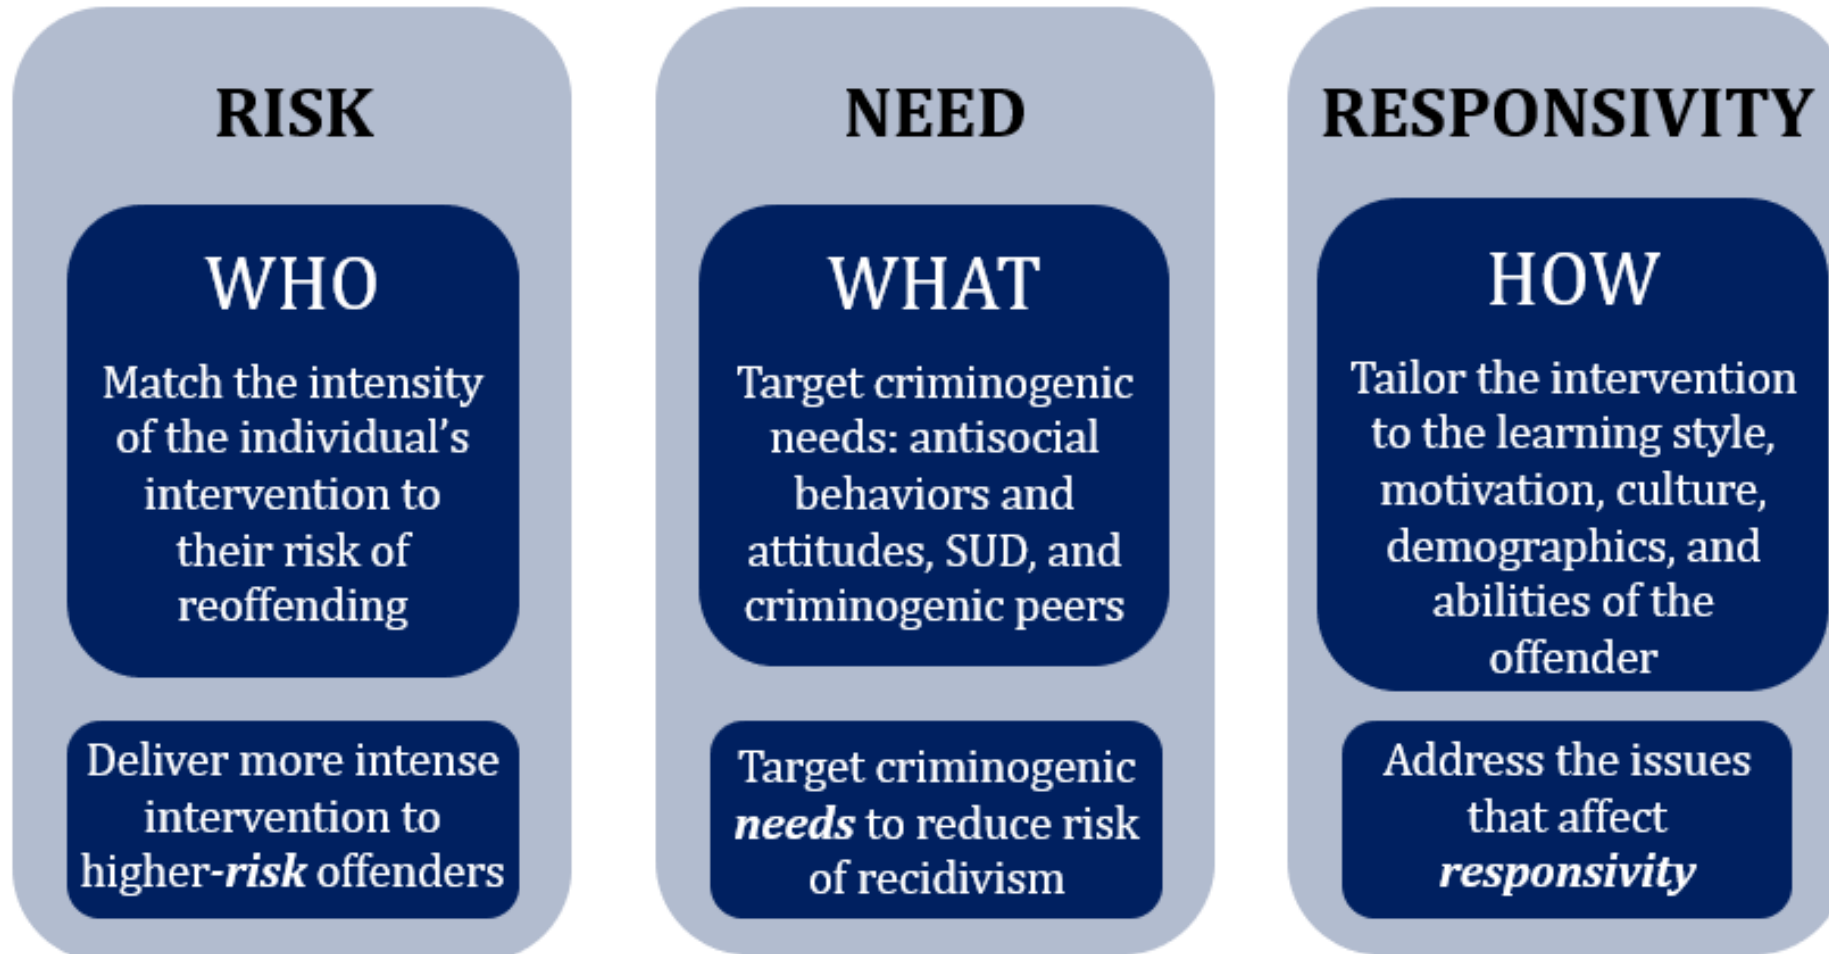 RISK
WHO
Match the intensity
of the individual’s
intervention to
their risk of
reoffending
Deliver more intense
intervention to
higher-risk offenders
NEED
WHAT
Target criminogenic
needs: antisocial
behaviors and
attitudes, SUD, and
criminogenic peers
Target criminogenic
needs to reduce risk
of recidivism
RESPONSIVITY
HOW
Tailor the intervention
to the learning style,
motivation, culture,
demographics, and
abilities of the
offender
Address the issues
that affect
responsivity